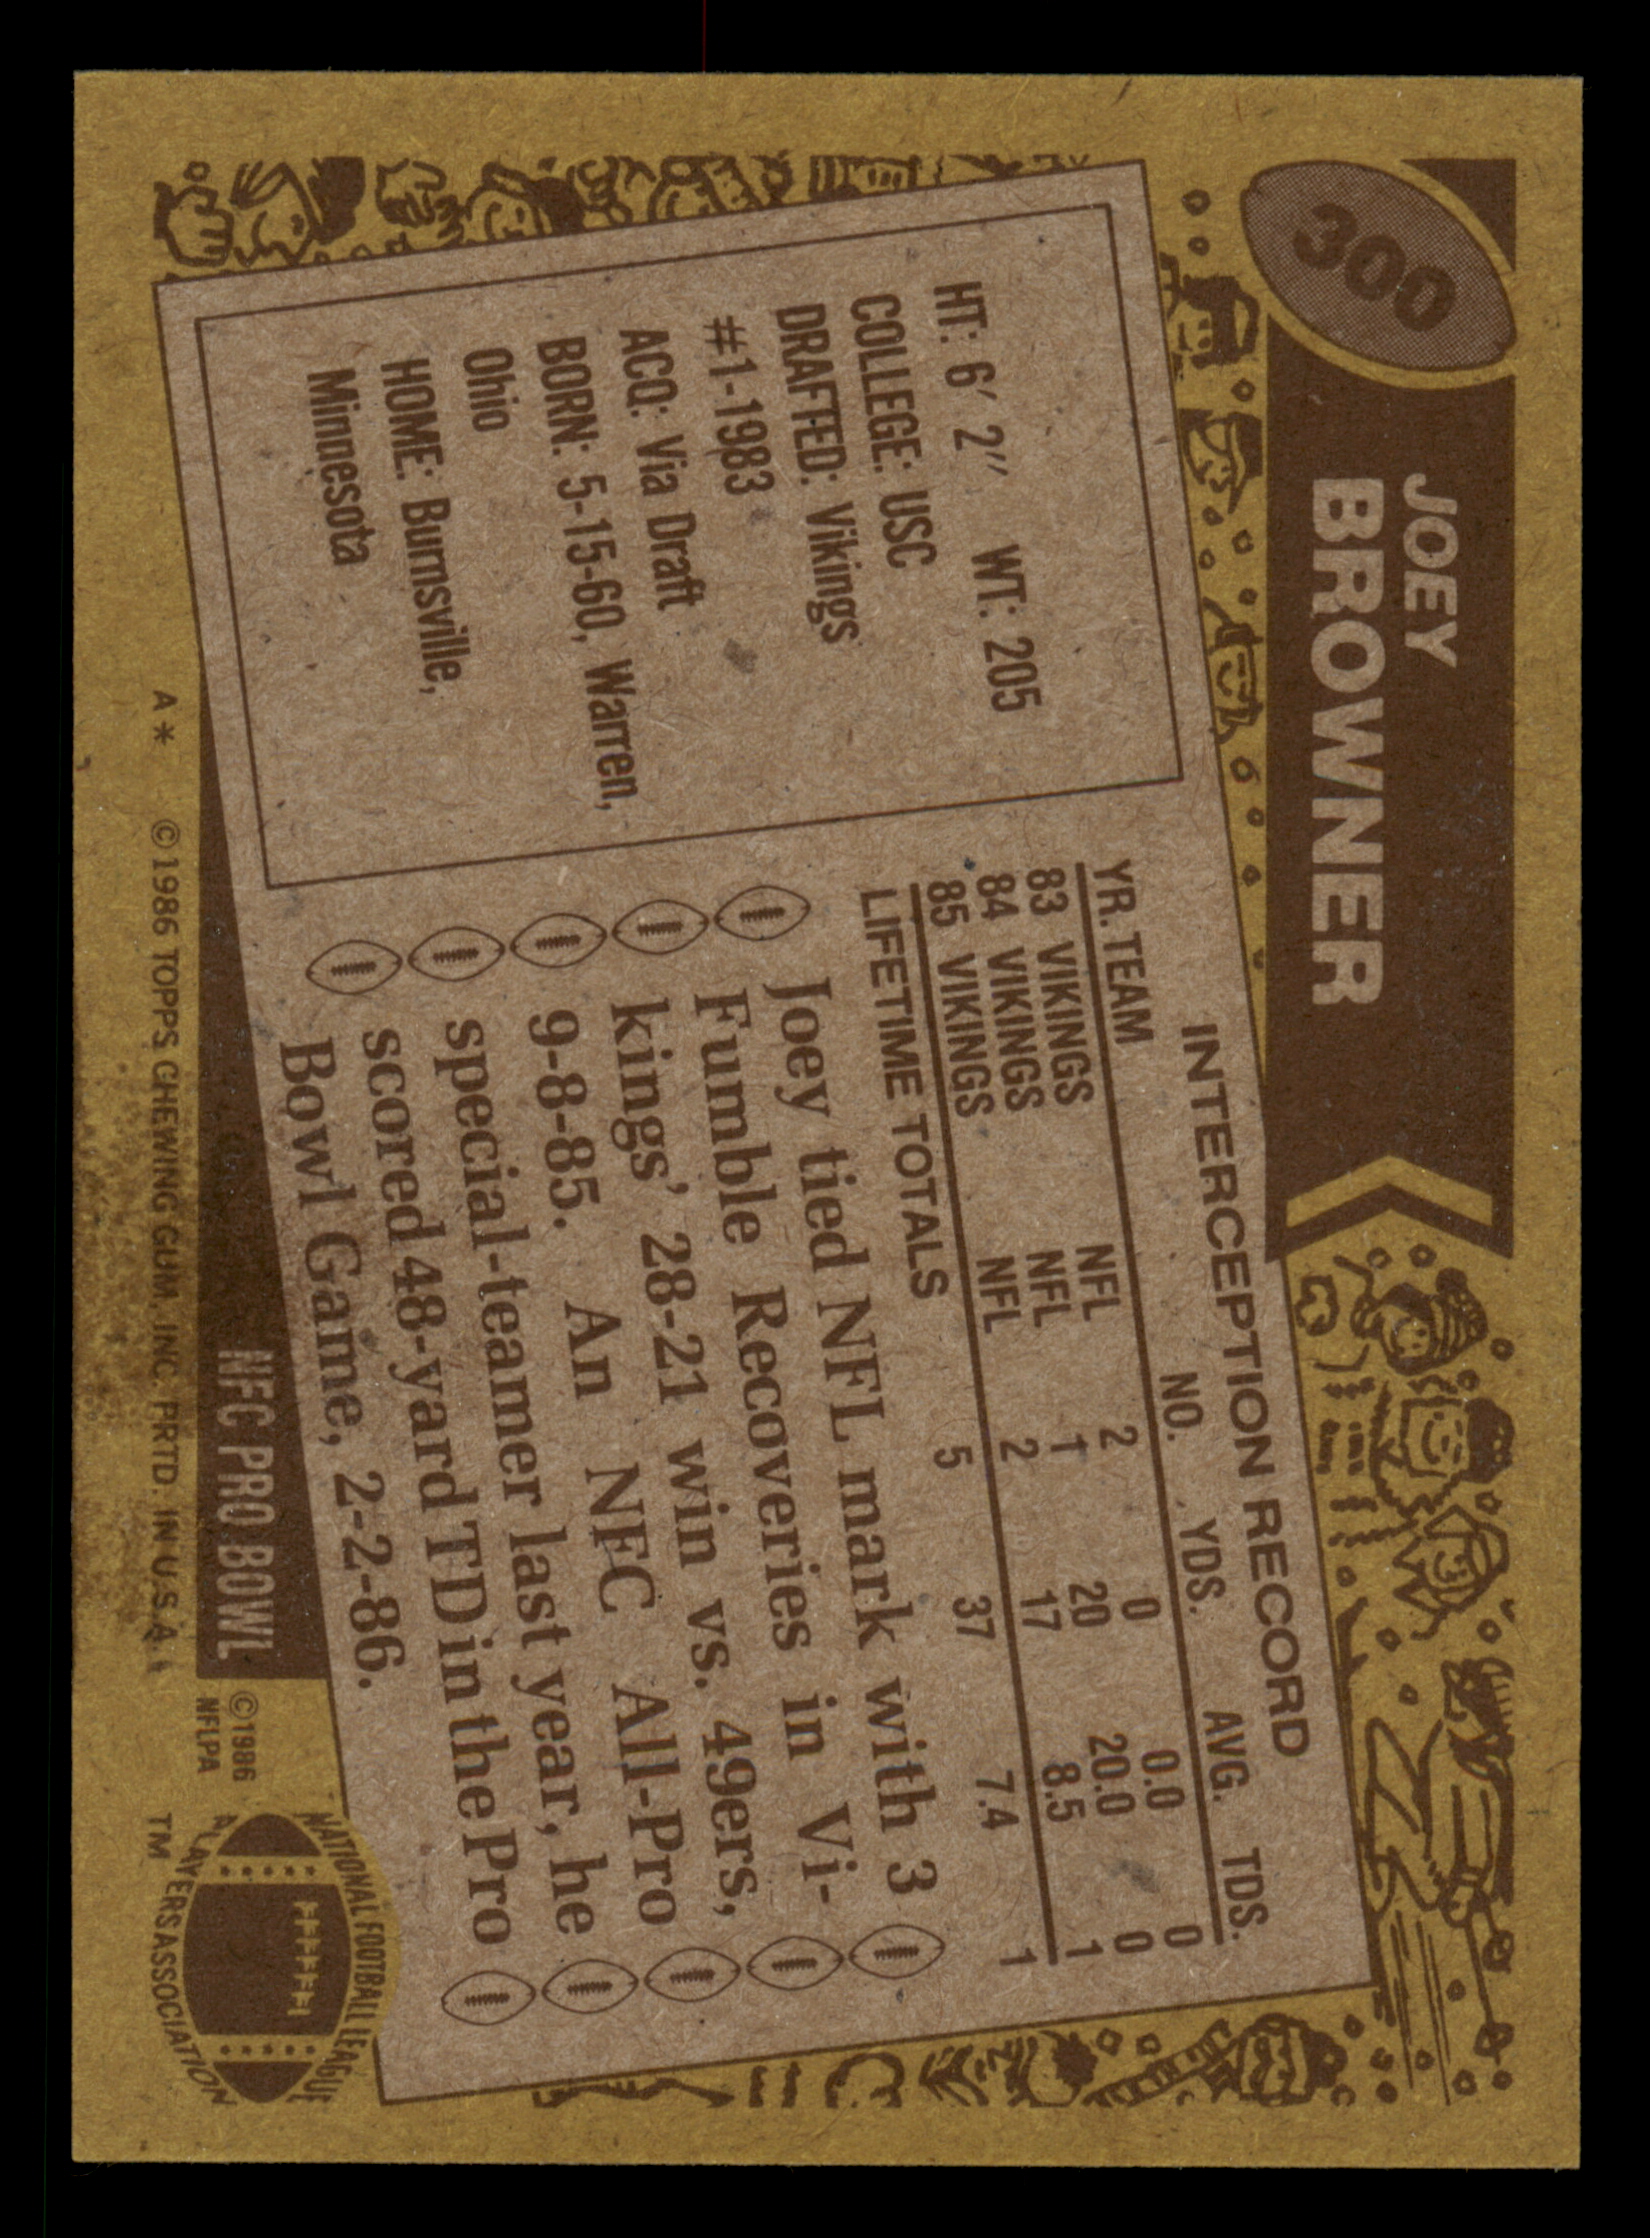 300
JOEY
BROWNER
HT: 6' 2" WT: 205
COLLEGE: USC
DRAFTED: Vikings
#1-1983
ACQ: Via Draft
BORN: 5-15-60, Warren,
Ohio
HOME: Burnsville,
Minnesota
INTERCEPTION RECORD
YR. TEAM NO. YDS. AVG. TDS.
83 VIKINGS NFL 2 0 0.0 0
84 VIKINGS NFL 1 20 20.0 0
85 VIKINGS NFL 2 17 8.5 1
LIFETIME TOTALS 5 37 7.4 1
Joey tied NFL mark with 3
Fumble Recoveries in Vi-
kings' 28-21 win vs. 49ers,
9-8-85. An NFC All-Pro
special-teamer last year, he
scored 48-yard TD in the Pro
Bowl Game, 2-2-86.
NFC PRO BOWL
©1986
NFLPA
NATIONAL FOOTBALL LEAGUE
PLAYERS ASSOCIATION
TM
A* ©1986 TOPPS CHEWING GUM, INC. PRTD. IN U.S.A.